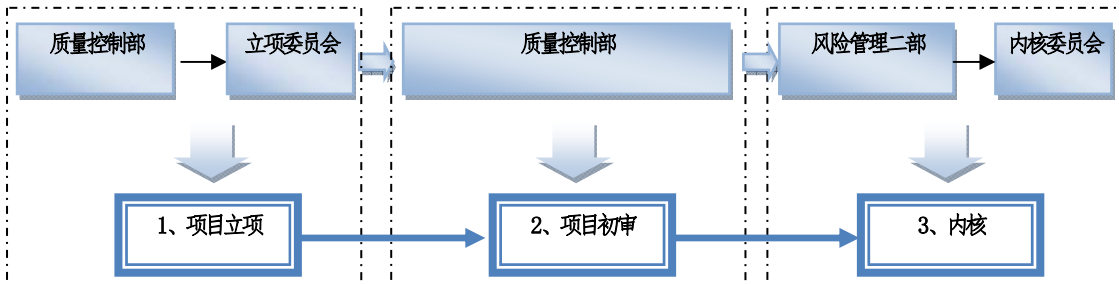 质量控制部
立项委员会
质量控制部
风险管理二部
内核委员会
1、项目立项
2、项目初审
3、内核